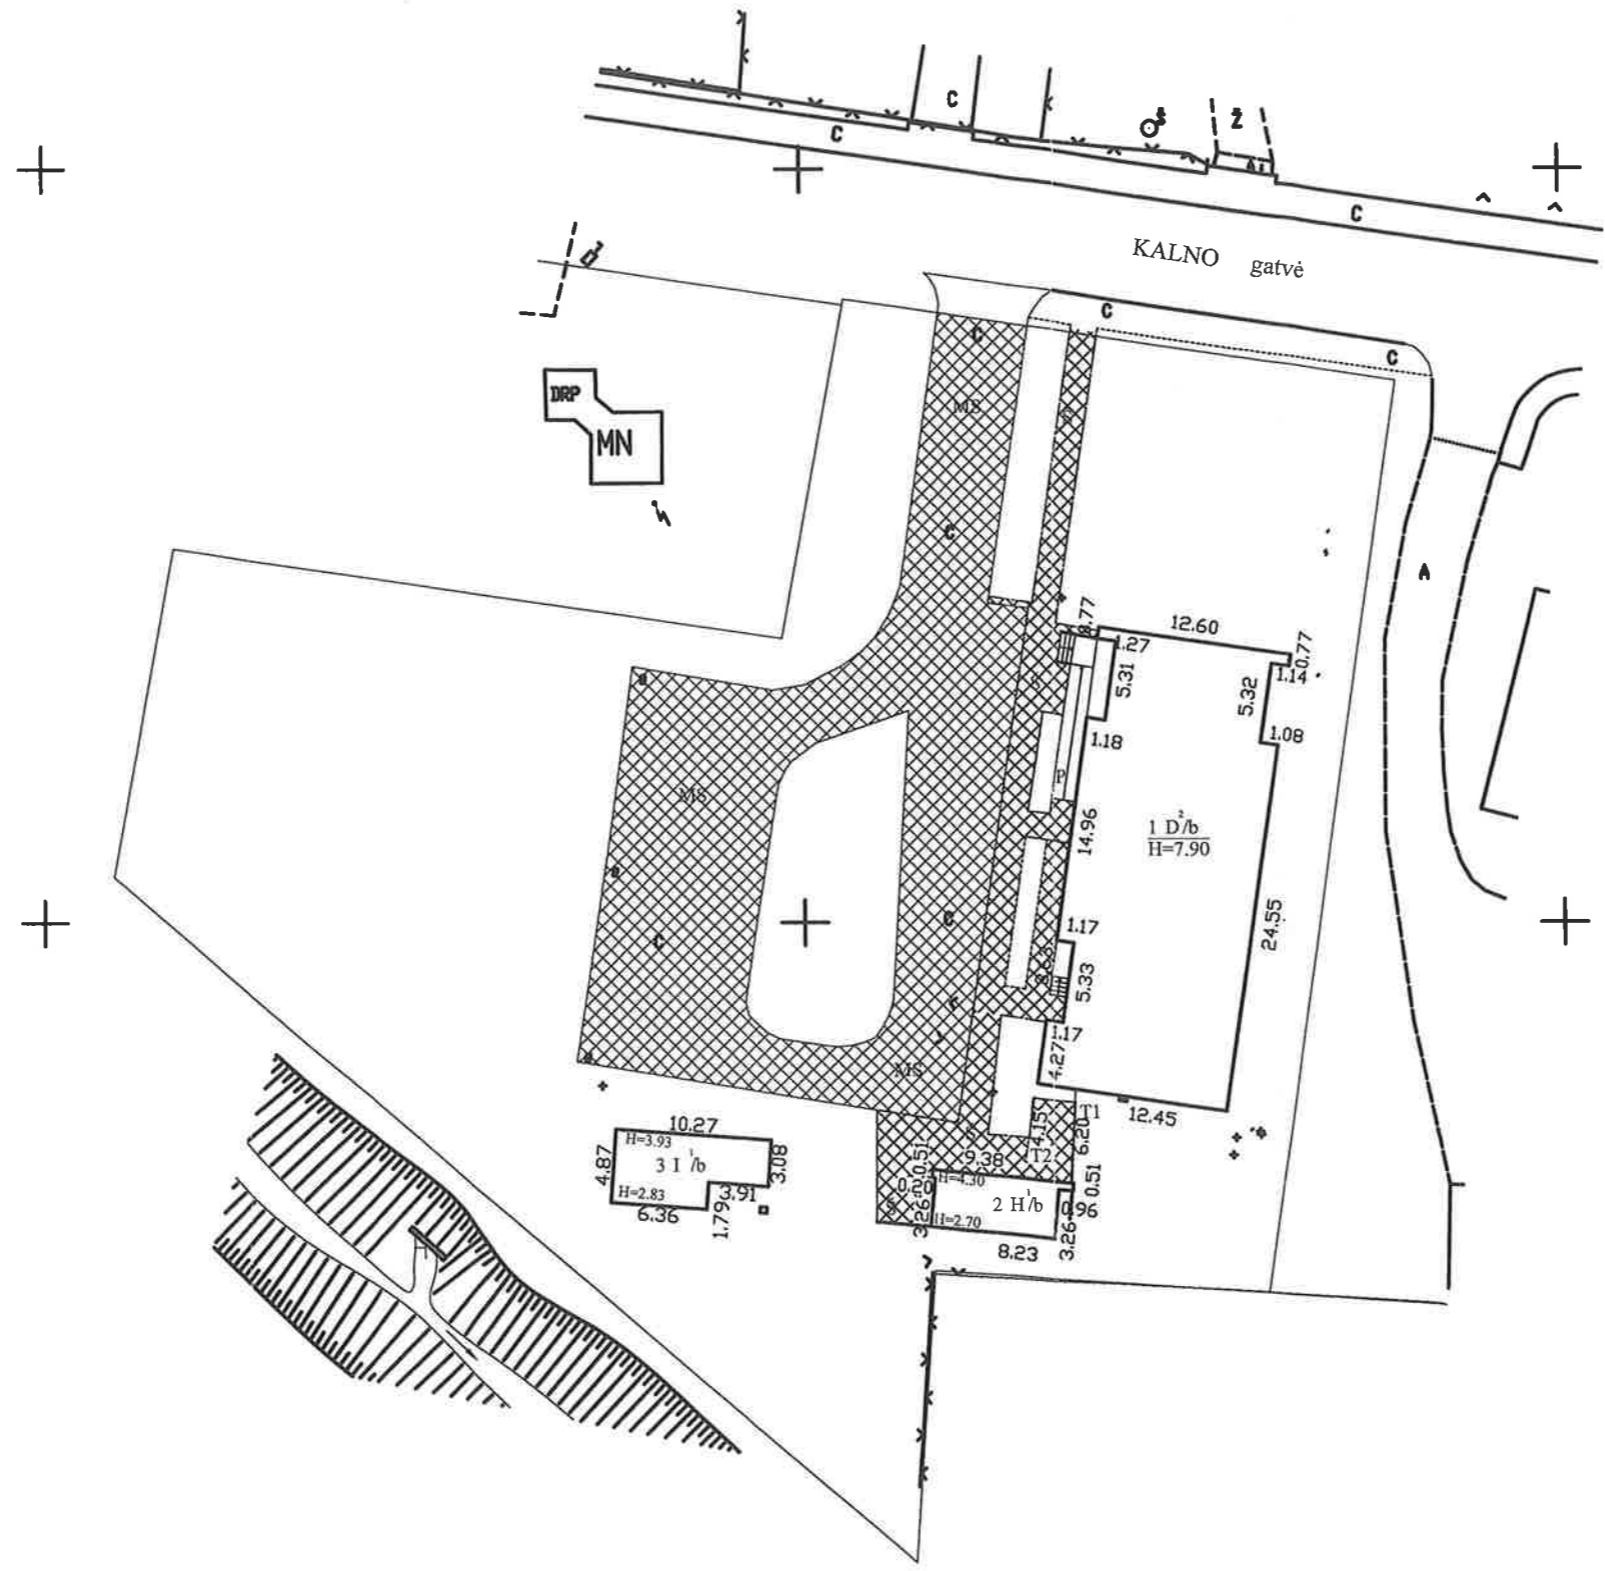 C
Š
Ž
C
A
C
KALNO gatvė
C
C
C
DRP
MN
MS
S
C
A
8.77
12.60
1.27
0.77
5.31
1.14
5.32
S
1.18
1.08
P
MS
14.96
1 D²/b
H=7.90
C
1.17
24.55
C
8.63
5.33
1.17
4.27
MS
T1
12.45
10.27
H=3.93
3 I ¹/b
4.87
3.08
H=2.83
3.91
6.36
1.79
S
4.15
6.20
T2
9.38
0.51
H=4.30
0.51
0.20
2 H¹/b
0.96
S
3.26
H=2.70
3.26
8.23